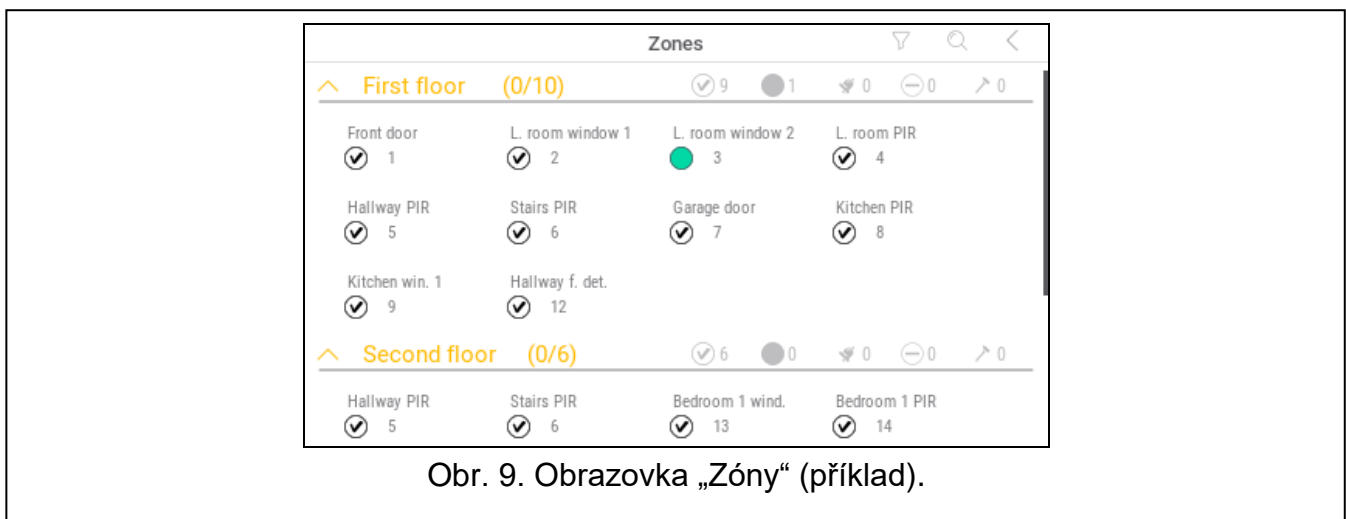 Zones
First floor (0/10) 9 1 0 0 0
Front door L. room window 1 L. room window 2 L. room PIR
1 2 3 4
Hallway PIR Stairs PIR Garage door Kitchen PIR
5 6 7 8
Kitchen win. 1 Hallway f. det.
9 12
Second floor (0/6) 6 0 0 0 0
Hallway PIR Stairs PIR Bedroom 1 wind. Bedroom 1 PIR
5 6 13 14
Obr. 9. Obrazovka „Zóny“ (příklad).